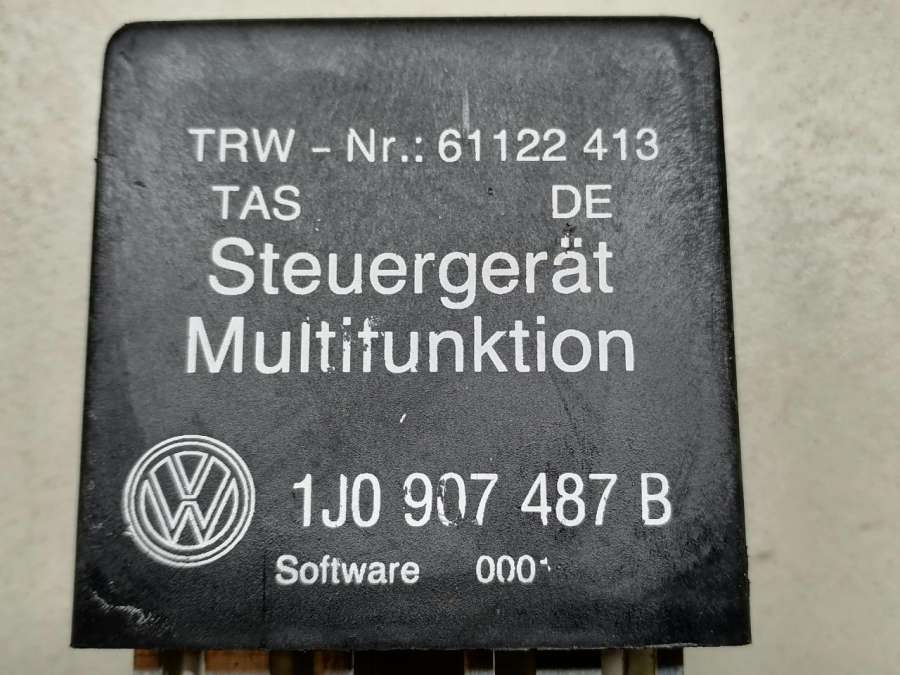 TRW - Nr.: 61122 413
TAS DE
Steuergerät
Multifunktion
1J0 907 487 B
Software 0001